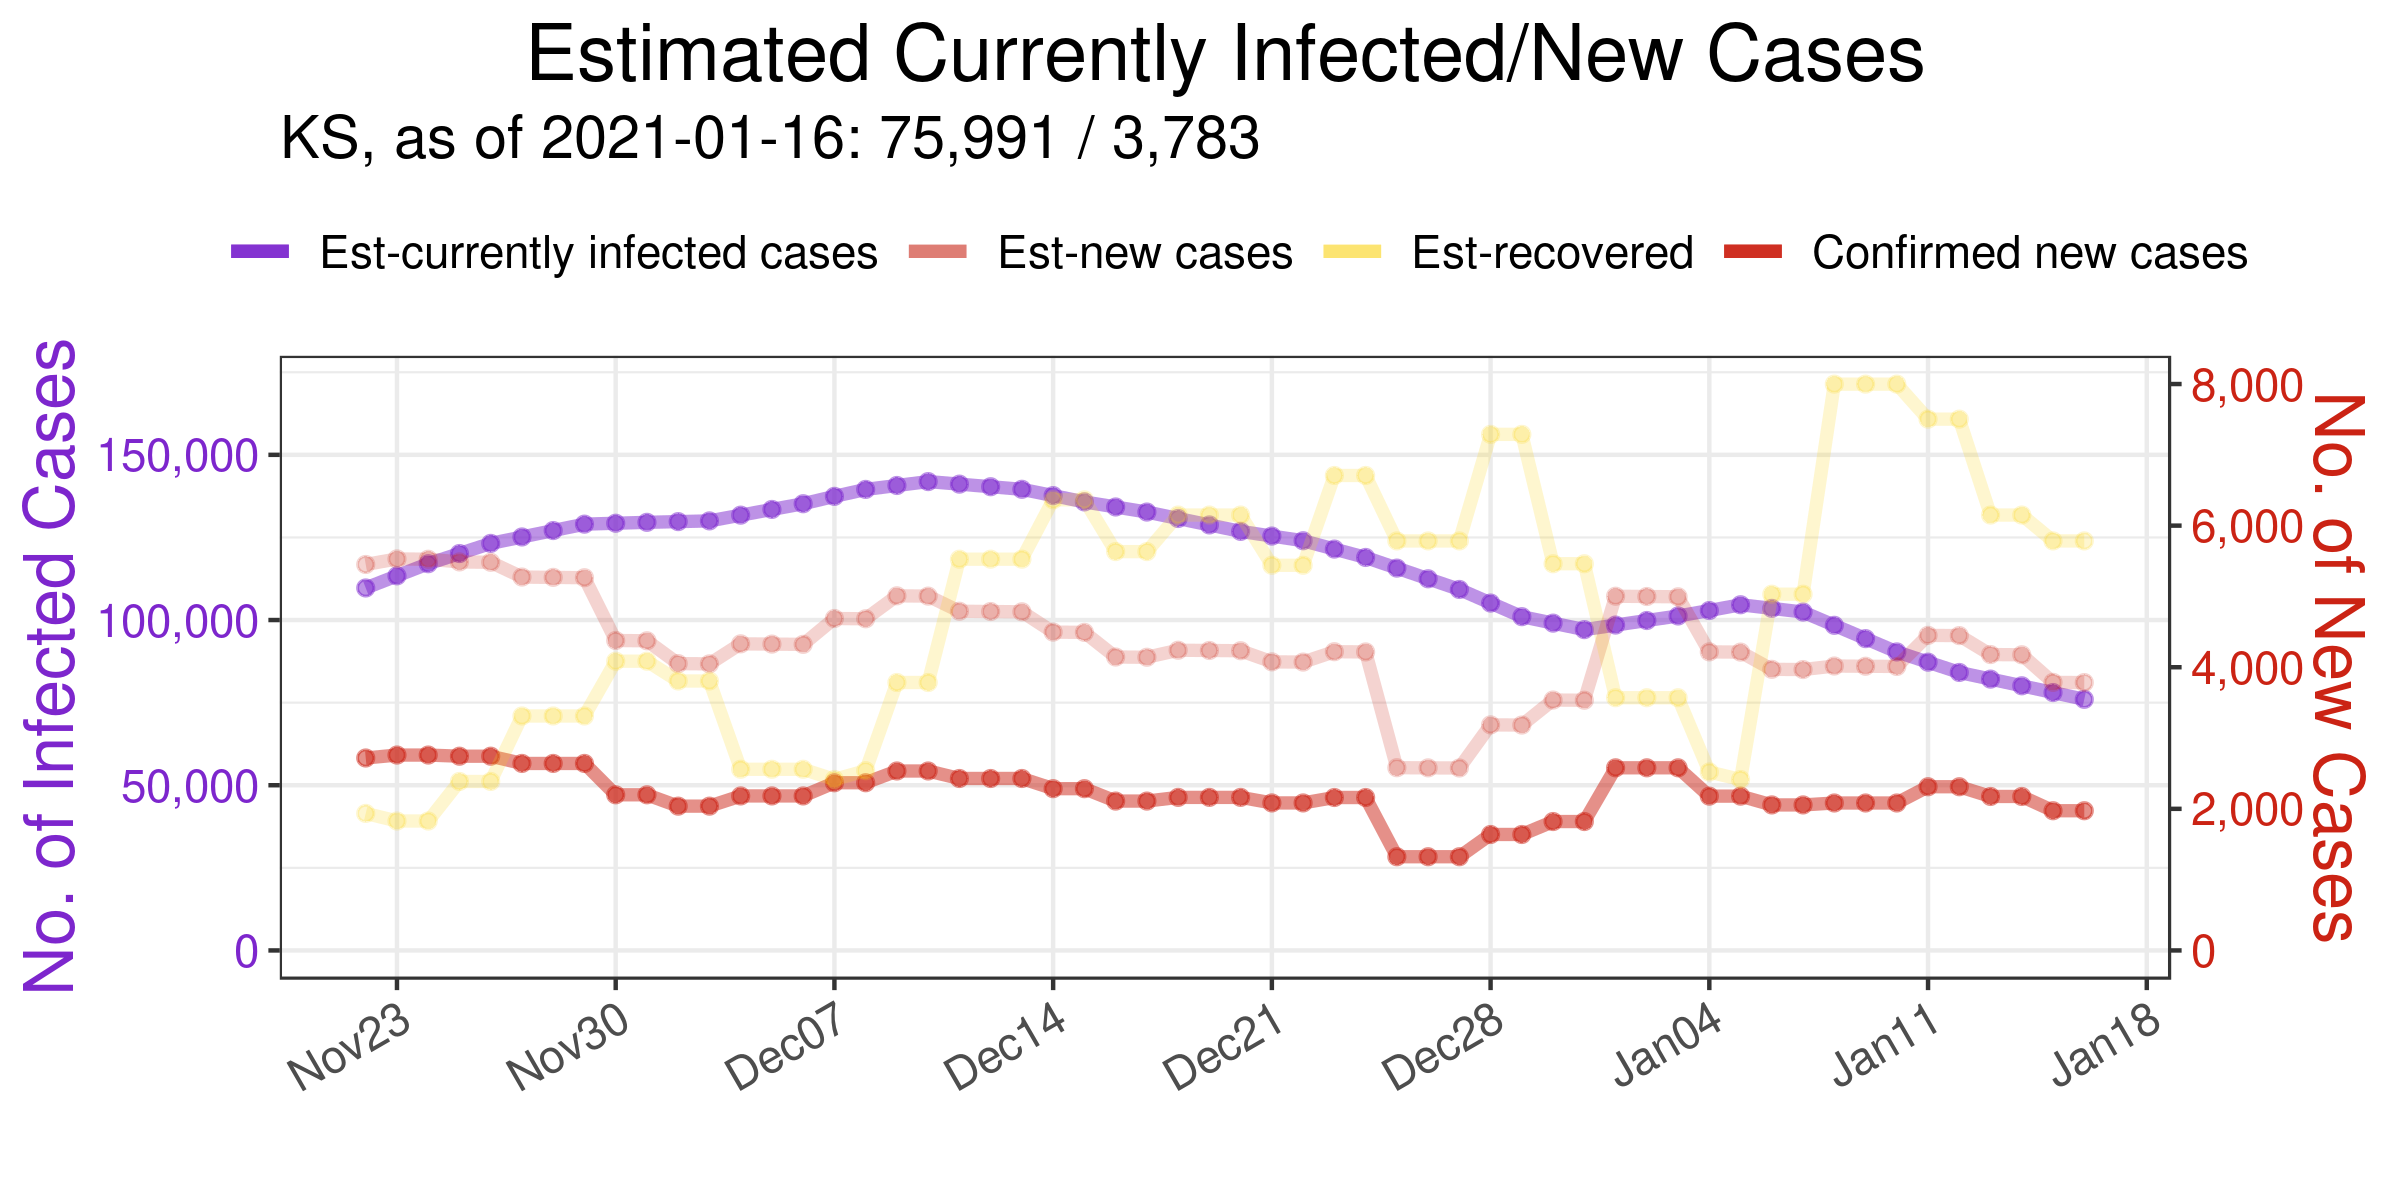 Estimated Currently Infected/New Cases
KS, as of 2021-01-16: 75,991 / 3,783
Est-currently infected cases Est-new cases Est-recovered Confirmed new cases
No. of Infected Cases
150,000
100,000
50,000
0
8,000
6,000
4,000
2,000
0
No. of New Cases
Nov23 Nov30 Dec07 Dec14 Dec21 Dec28 Jan04 Jan11 Jan18